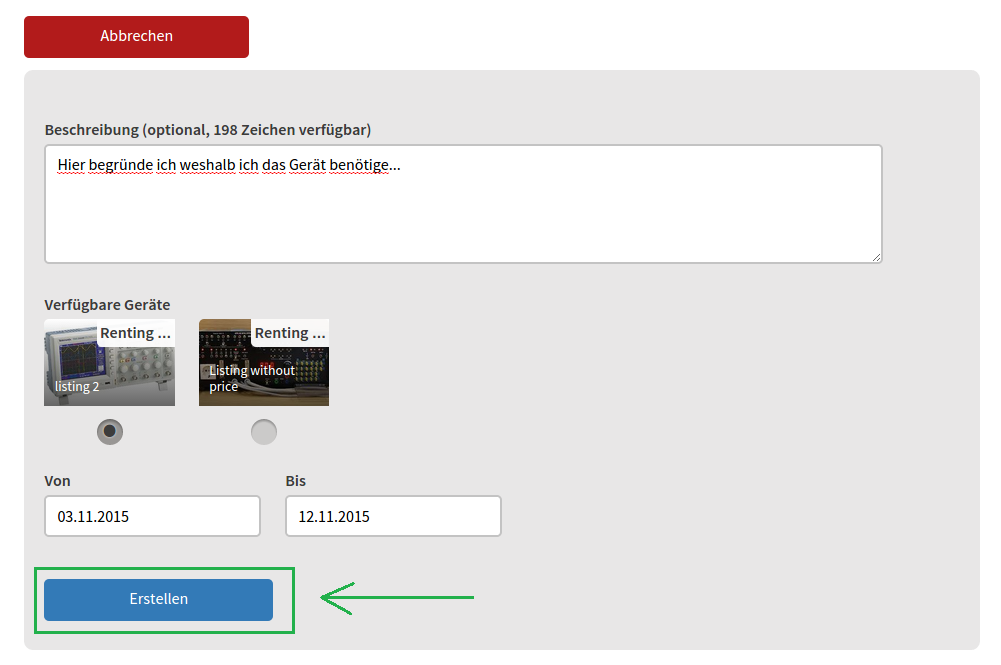 Abbrechen
Beschreibung (optional, 198 Zeichen verfügbar)
Hier begründe ich weshalb ich das Gerät benötige...
Verfügbare Geräte
Renting ...
listing 2
Renting ...
Listing without
price
Von
Bis
03.11.2015
12.11.2015
Erstellen